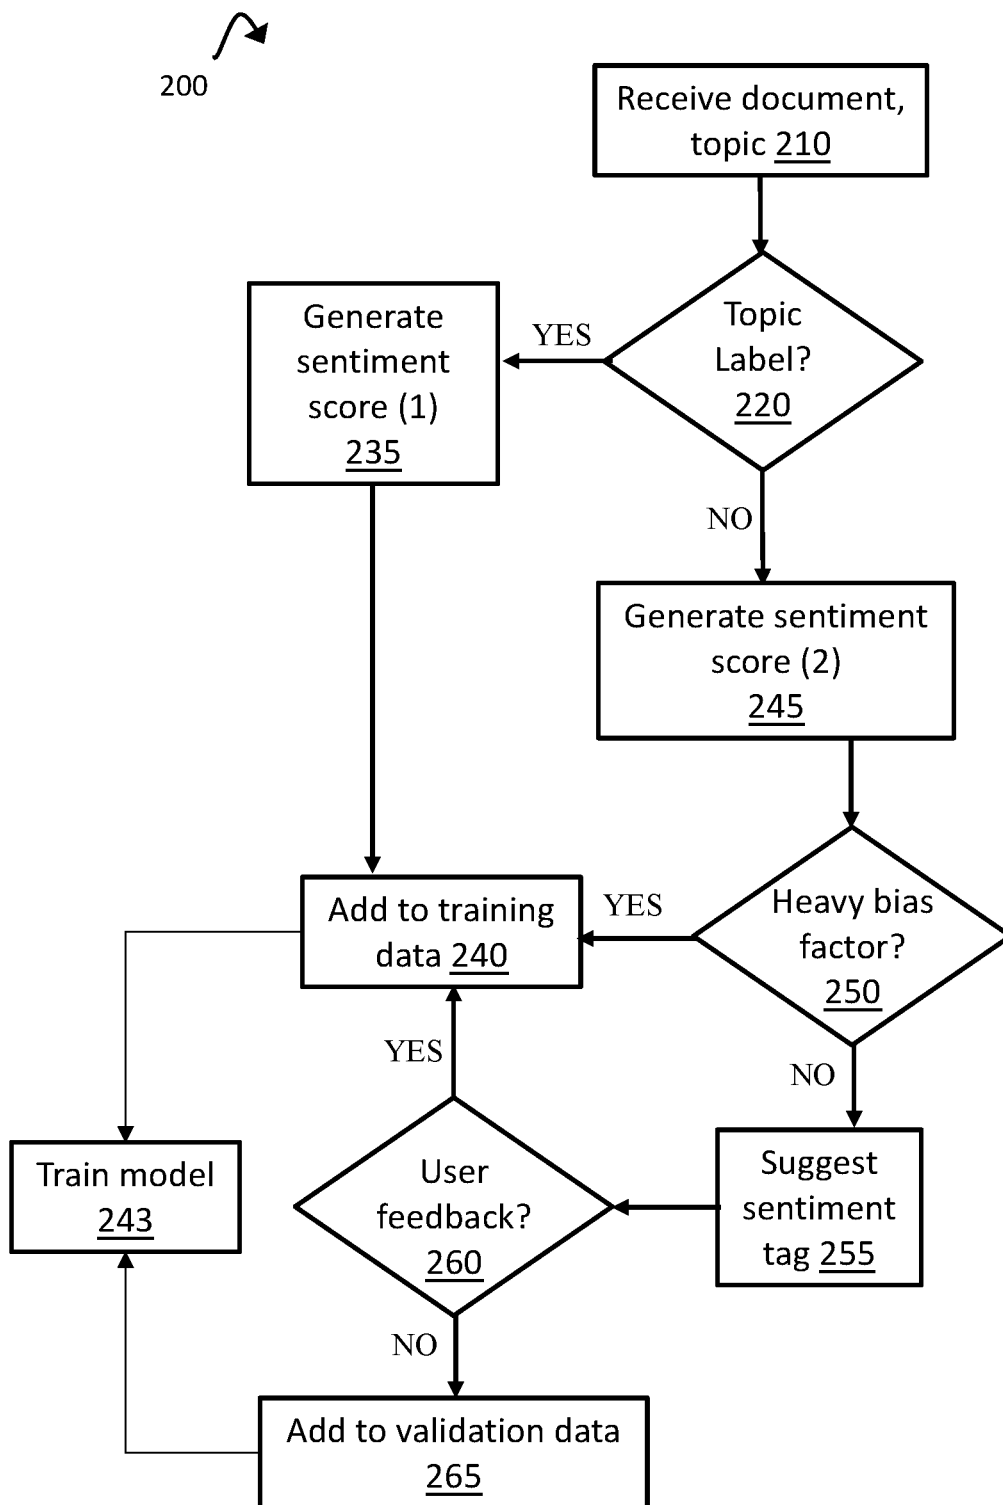 200
Receive document,
topic 210
Topic
Label?
220
YES
Generate
sentiment
score (1)
235
NO
Generate sentiment
score (2)
245
Heavy bias
factor?
250
YES
Add to training
data 240
NO
YES
Suggest
sentiment
tag 255
User
feedback?
260
Train model
243
NO
Add to validation data
265